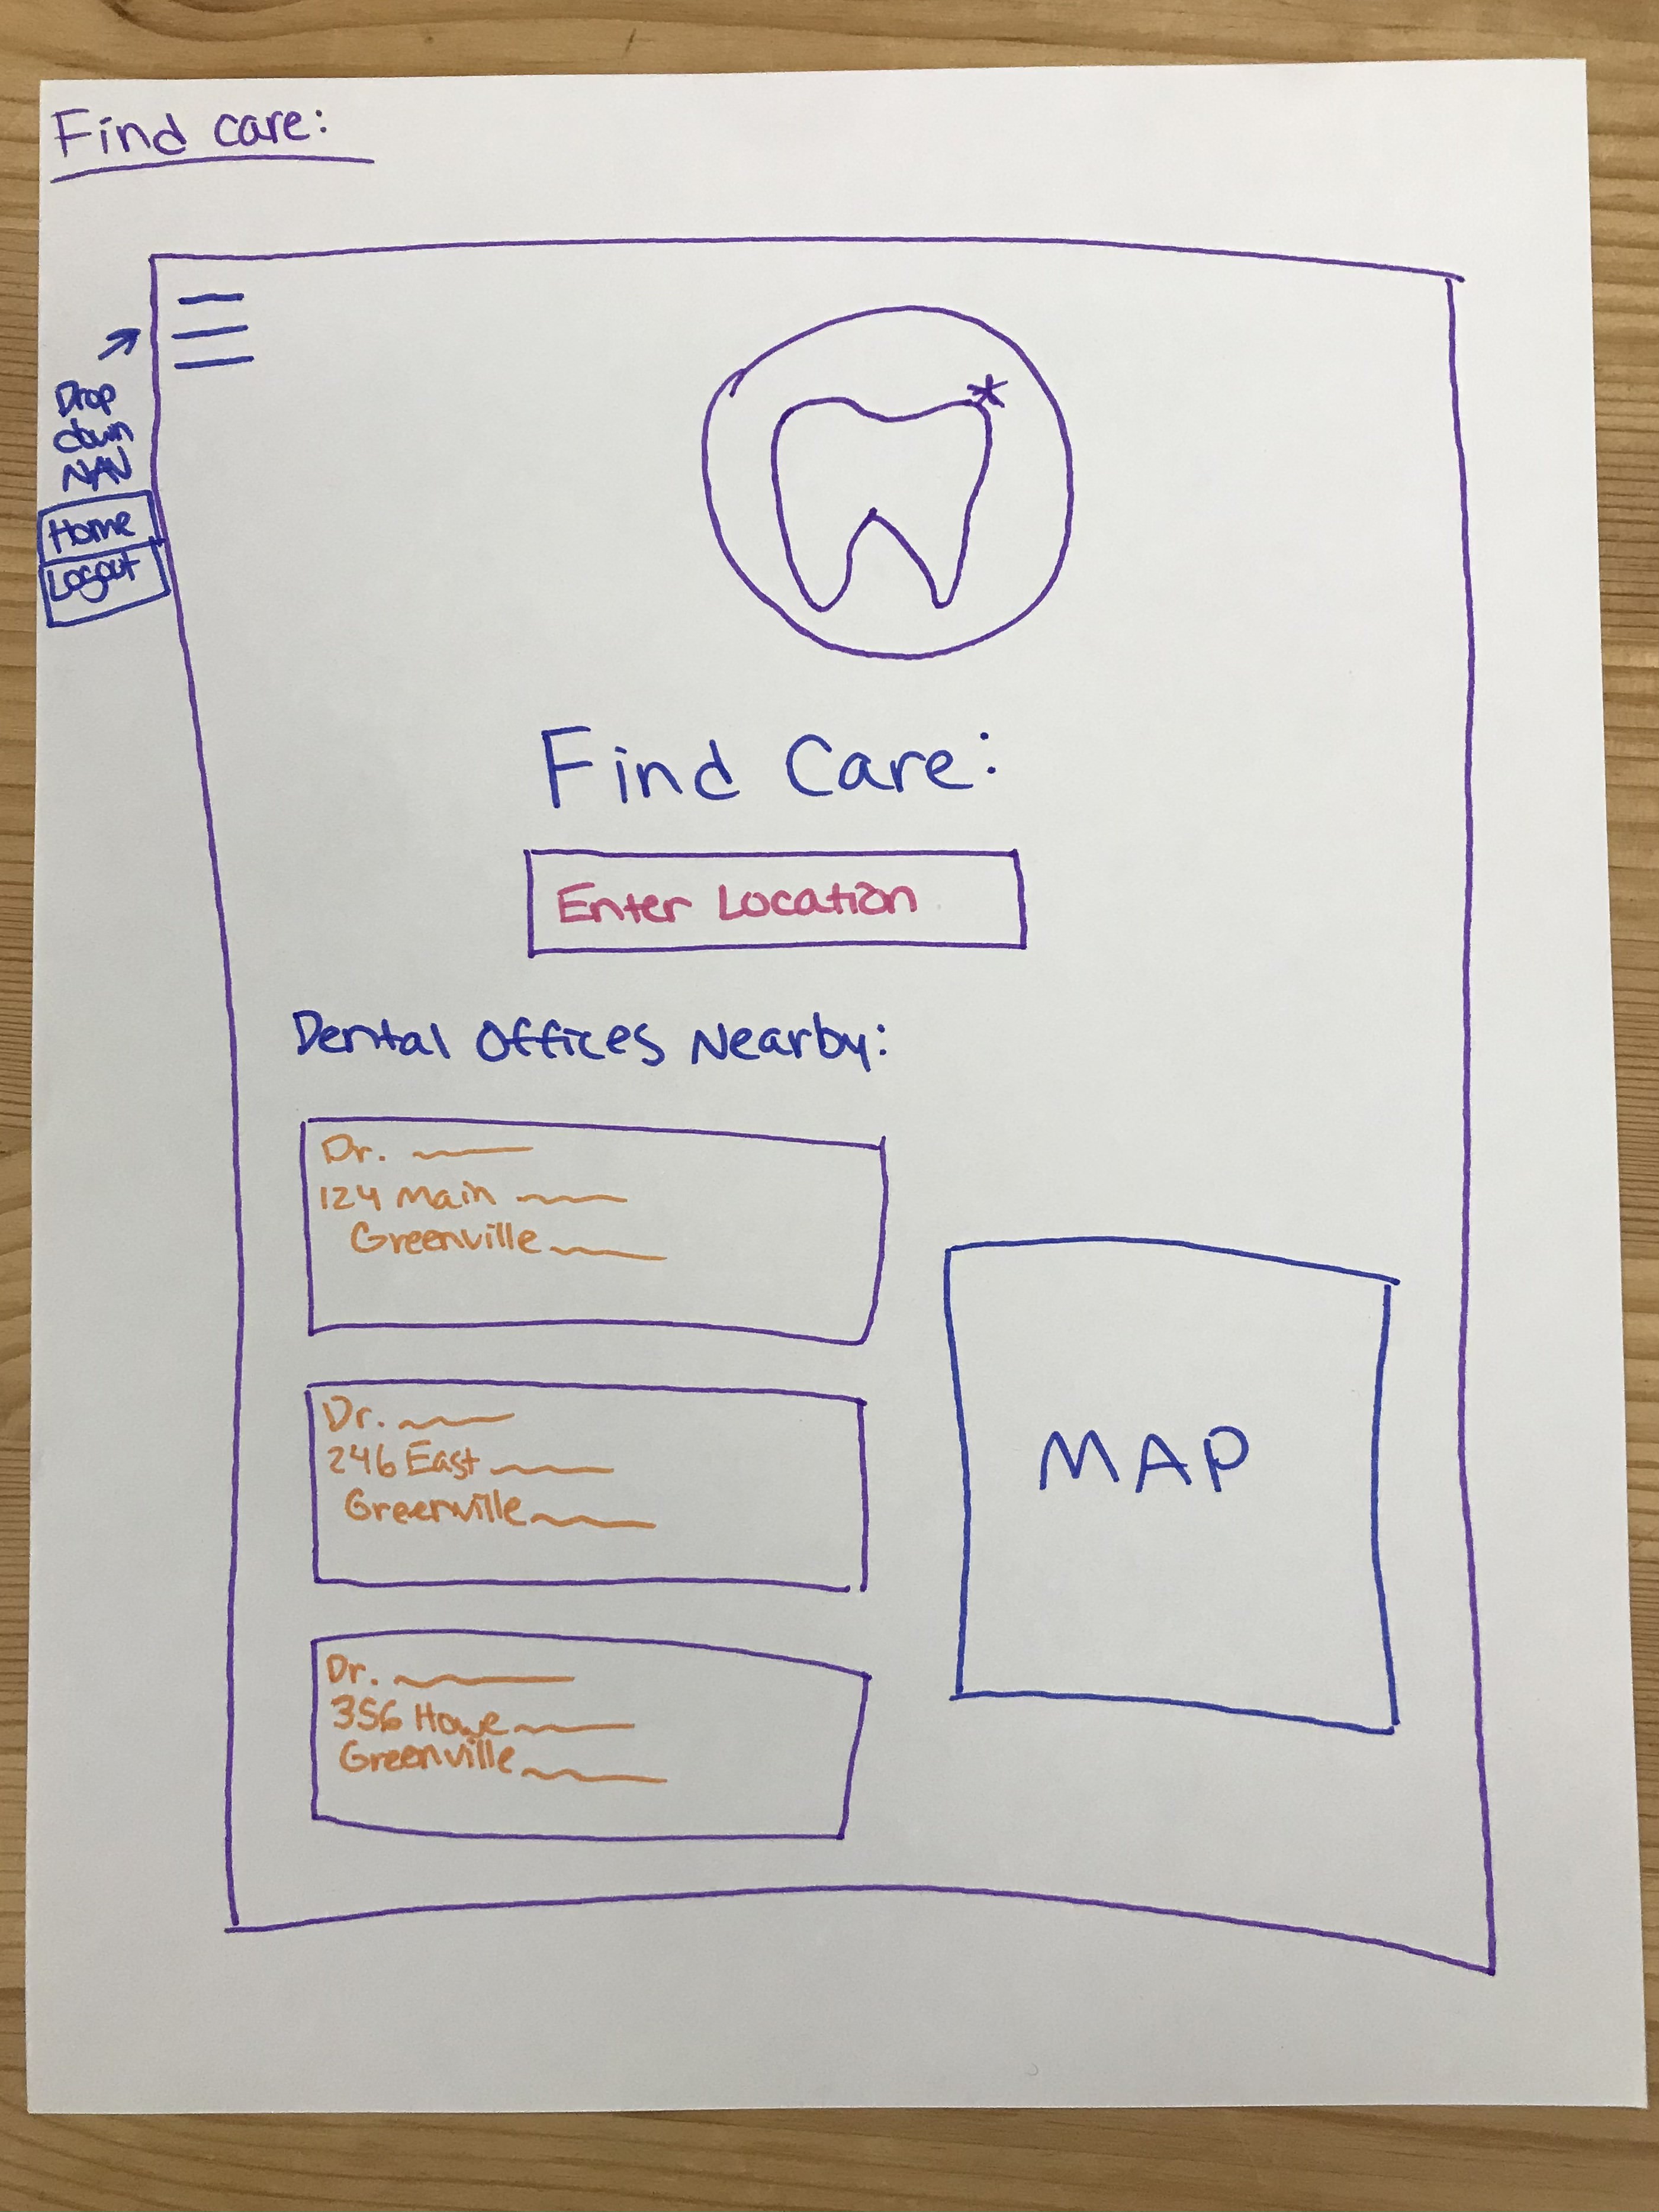 Find care:
Drop
down
NAV
Home
Logout
Find Care:
Enter Location
Dental Offices Nearby:
Dr.
124 Main
Greenville
Dr.
246 East
Greenville
Dr.
356 Howe
Greenville
MAP